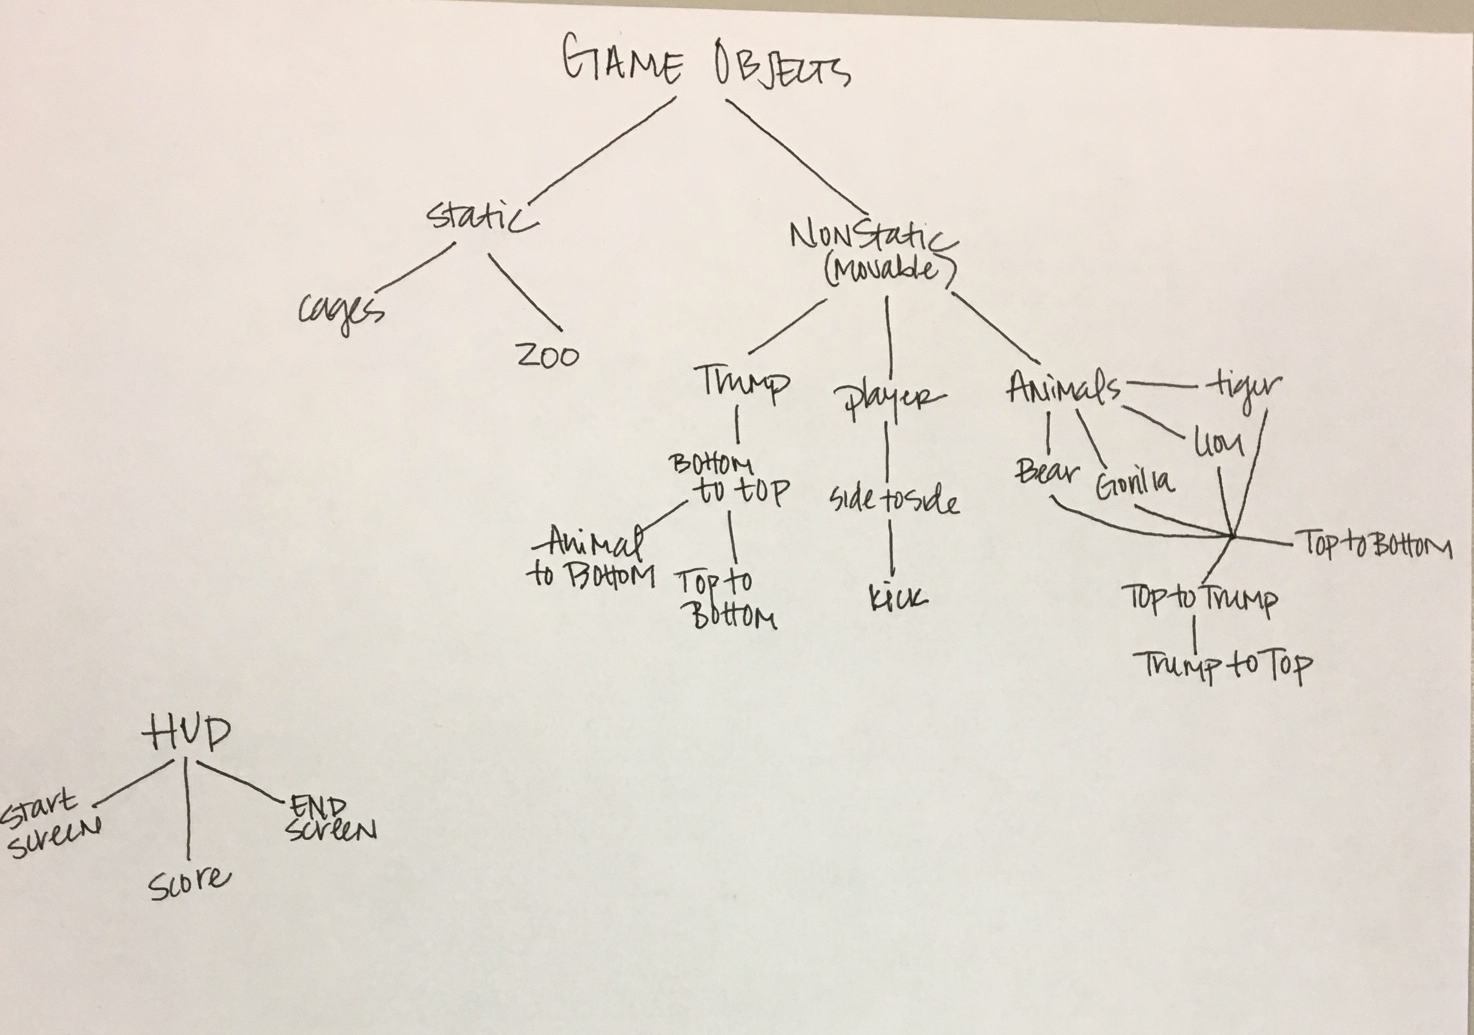 GAME OBJECTS
Static
NONStatic
(Movable)
cages
ZOO
Trump
player
Animals
tiger
Lion
Bear
Gorilla
Bottom
to top
side to side
Animal
to Bottom
Top to
Bottom
kick
Top to Bottom
Top to Trump
Trump to Top
HUD
Start
screen
END
screen
Score